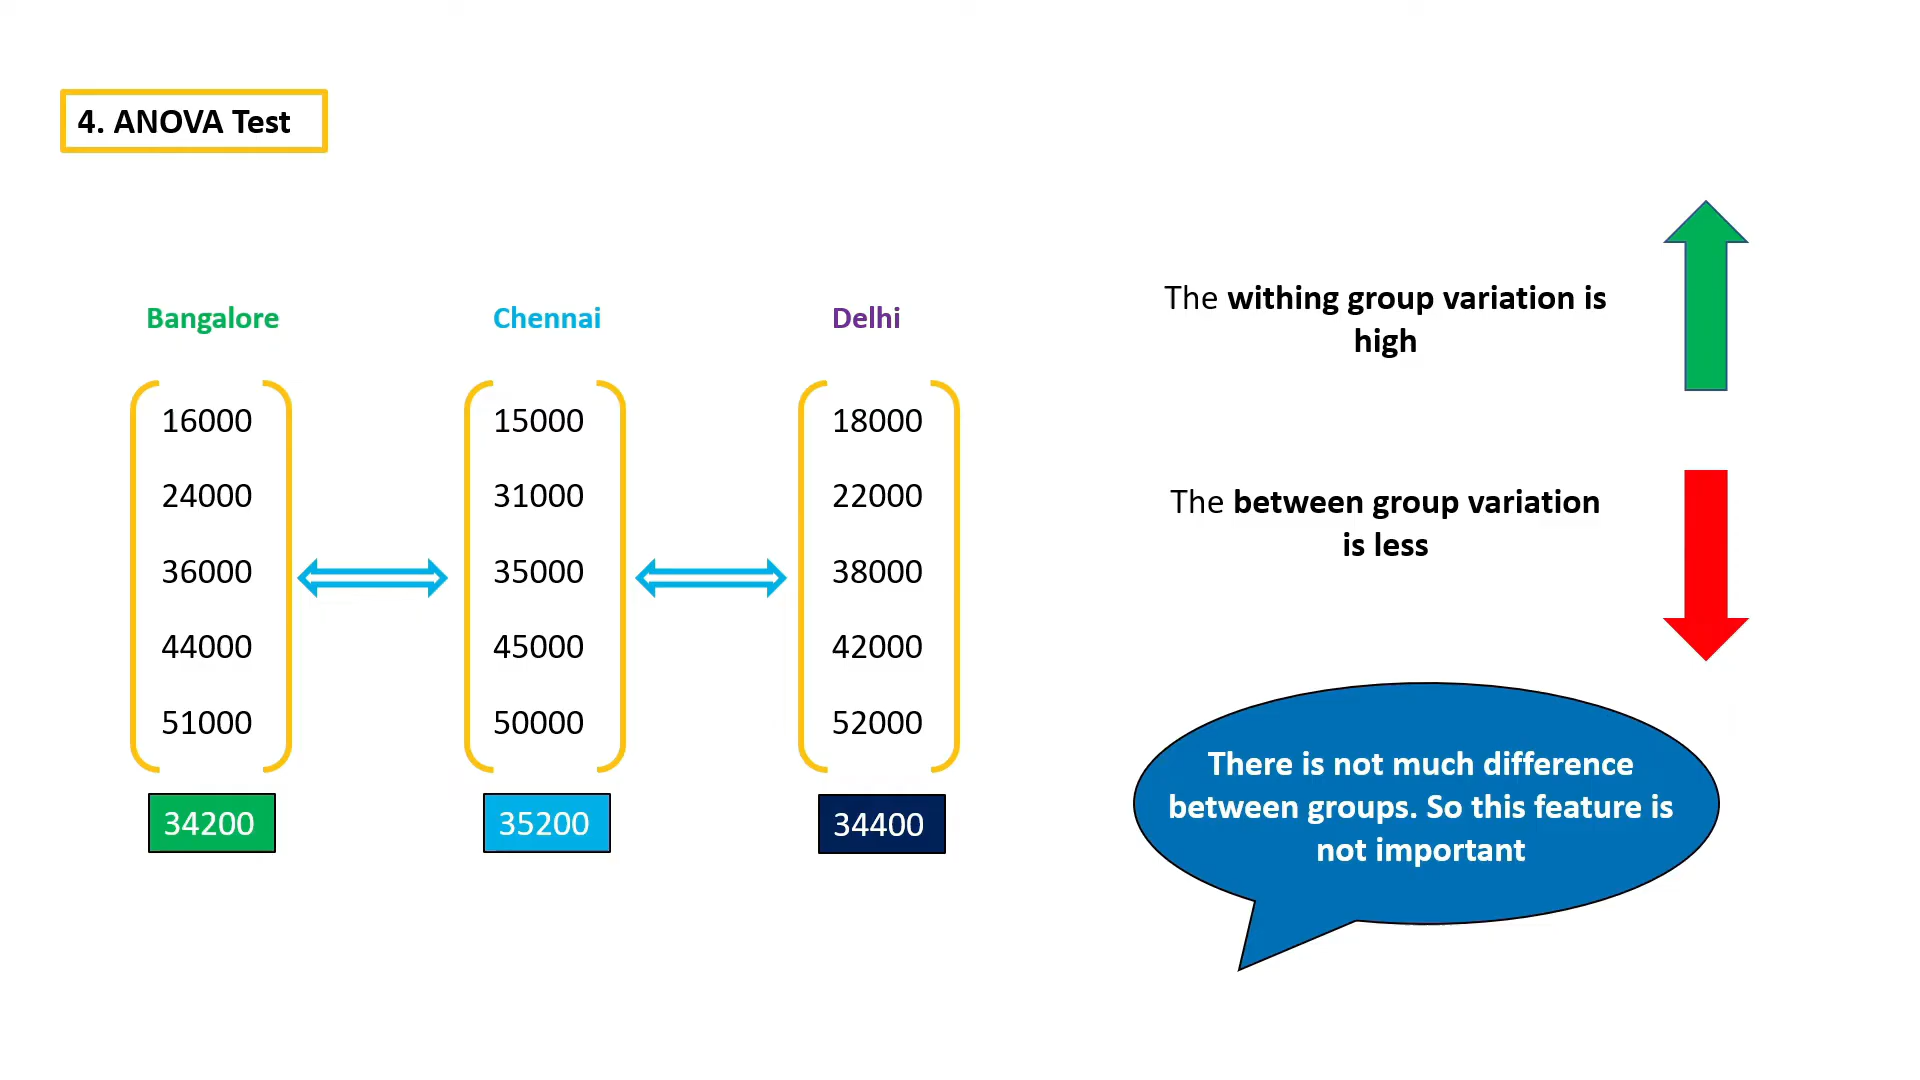 4. ANOVA Test
Bangalore
Chennai
Delhi
16000
24000
36000
44000
51000
34200
15000
31000
35000
45000
50000
35200
18000
22000
38000
42000
52000
34400
The withing group variation is
high
The between group variation
is less
There is not much difference
between groups. So this feature is
not important